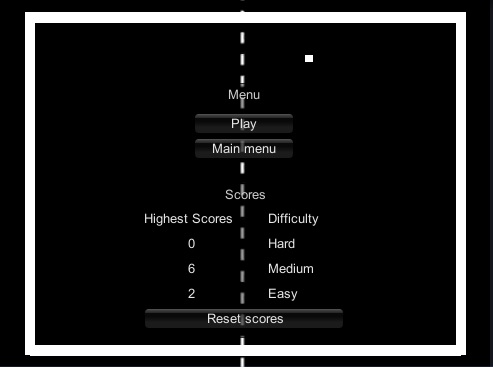 Menu
Play
Main menu
Scores
Highest Scores Difficulty
0 Hard
6 Medium
2 Easy
Reset scores